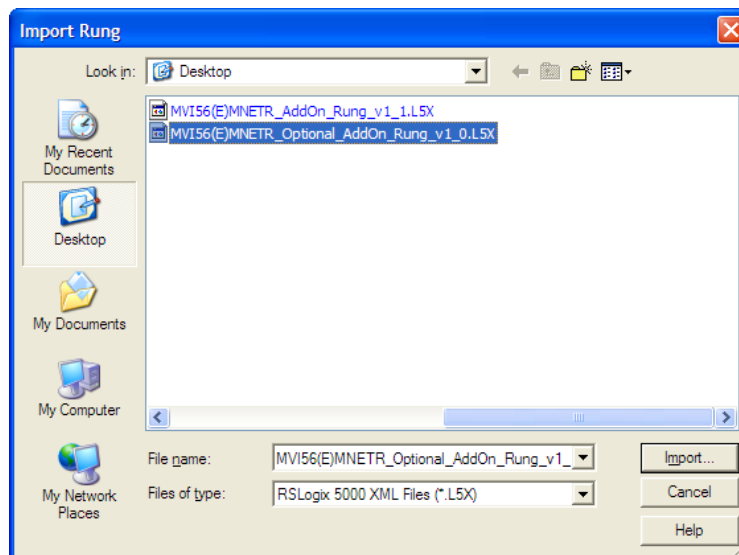 Import Rung
Look in:
Desktop
MVI56(E)MNETR_AddOn_Rung_v1_1.L5X
MVI56(E)MNETR_Optional_AddOn_Rung_v1_0.L5X
My Recent
Documents
Desktop
My Documents
My Computer
My Network
Places
File name:
MVI56(E)MNETR_Optional_AddOn_Rung_v1_
Import...
Files of type:
RSLogix 5000 XML Files (*.L5X)
Cancel
Help